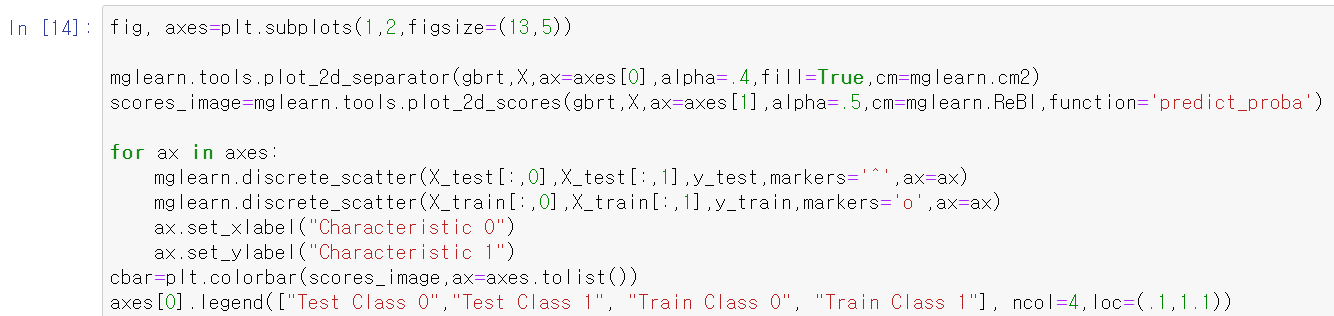 In [14]: fig, axes=plt.subplots(1,2,figsize=(13,5))
mglearn.tools.plot_2d_separator(gbrt,X,ax=axes[0],alpha=.4,fill=True,cm=mglearn.cm2)
scores_image=mglearn.tools.plot_2d_scores(gbrt,X,ax=axes[1],alpha=.5,cm=mglearn.ReBl,function='predict_proba')
for ax in axes:
    mglearn.discrete_scatter(X_test[:,0],X_test[:,1],y_test,markers='^',ax=ax)
    mglearn.discrete_scatter(X_train[:,0],X_train[:,1],y_train,markers='o',ax=ax)
    ax.set_xlabel("Characteristic 0")
    ax.set_ylabel("Characteristic 1")
cbar=plt.colorbar(scores_image,ax=axes.tolist())
axes[0].legend(["Test Class 0","Test Class 1", "Train Class 0", "Train Class 1"], ncol=4,loc=(.1,1.1))